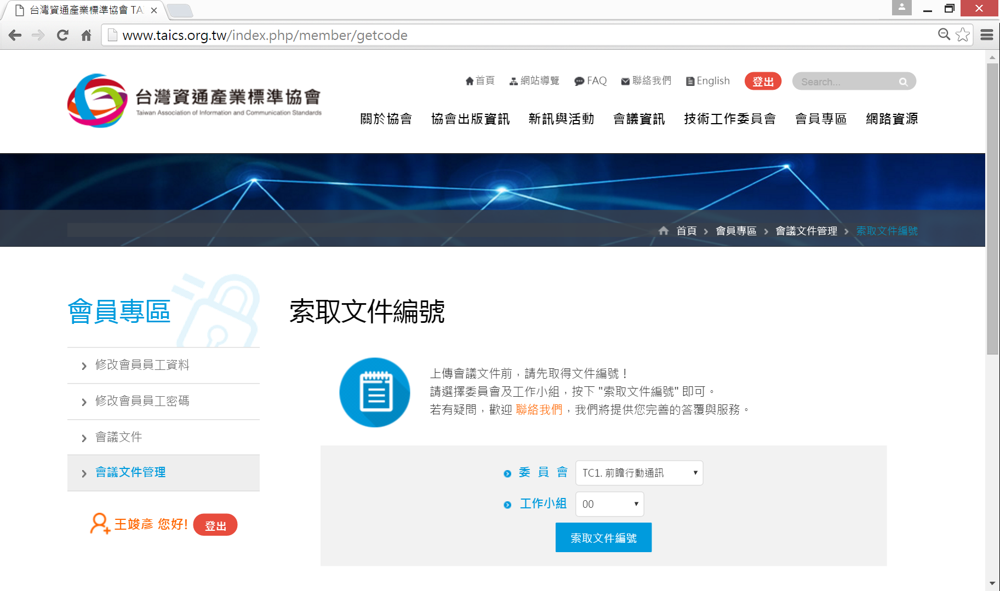 台灣資通產業標準協會 TA
www.taics.org.tw/index.php/member/getcode
首頁 網站導覽 FAQ 聯絡我們 English 登出 Search...
台灣資通產業標準協會
Taiwan Association of Information and Communication Standards
關於協會 協會出版資訊 新訊與活動 會議資訊 技術工作委員會 會員專區 網路資源
首頁 › 會員專區 › 會議文件管理 › 索取文件編號
會員專區
修改會員員工資料
修改會員員工密碼
會議文件
會議文件管理
王竣彥 您好! 登出
索取文件編號
上傳會議文件前，請先取得文件編號！
請選擇委員會及工作小組，按下 "索取文件編號" 即可。
若有疑問，歡迎 聯絡我們，我們將提供您完善的答覆與服務。
委 員 會 TC1. 前瞻行動通訊
工作小組 00
索取文件編號